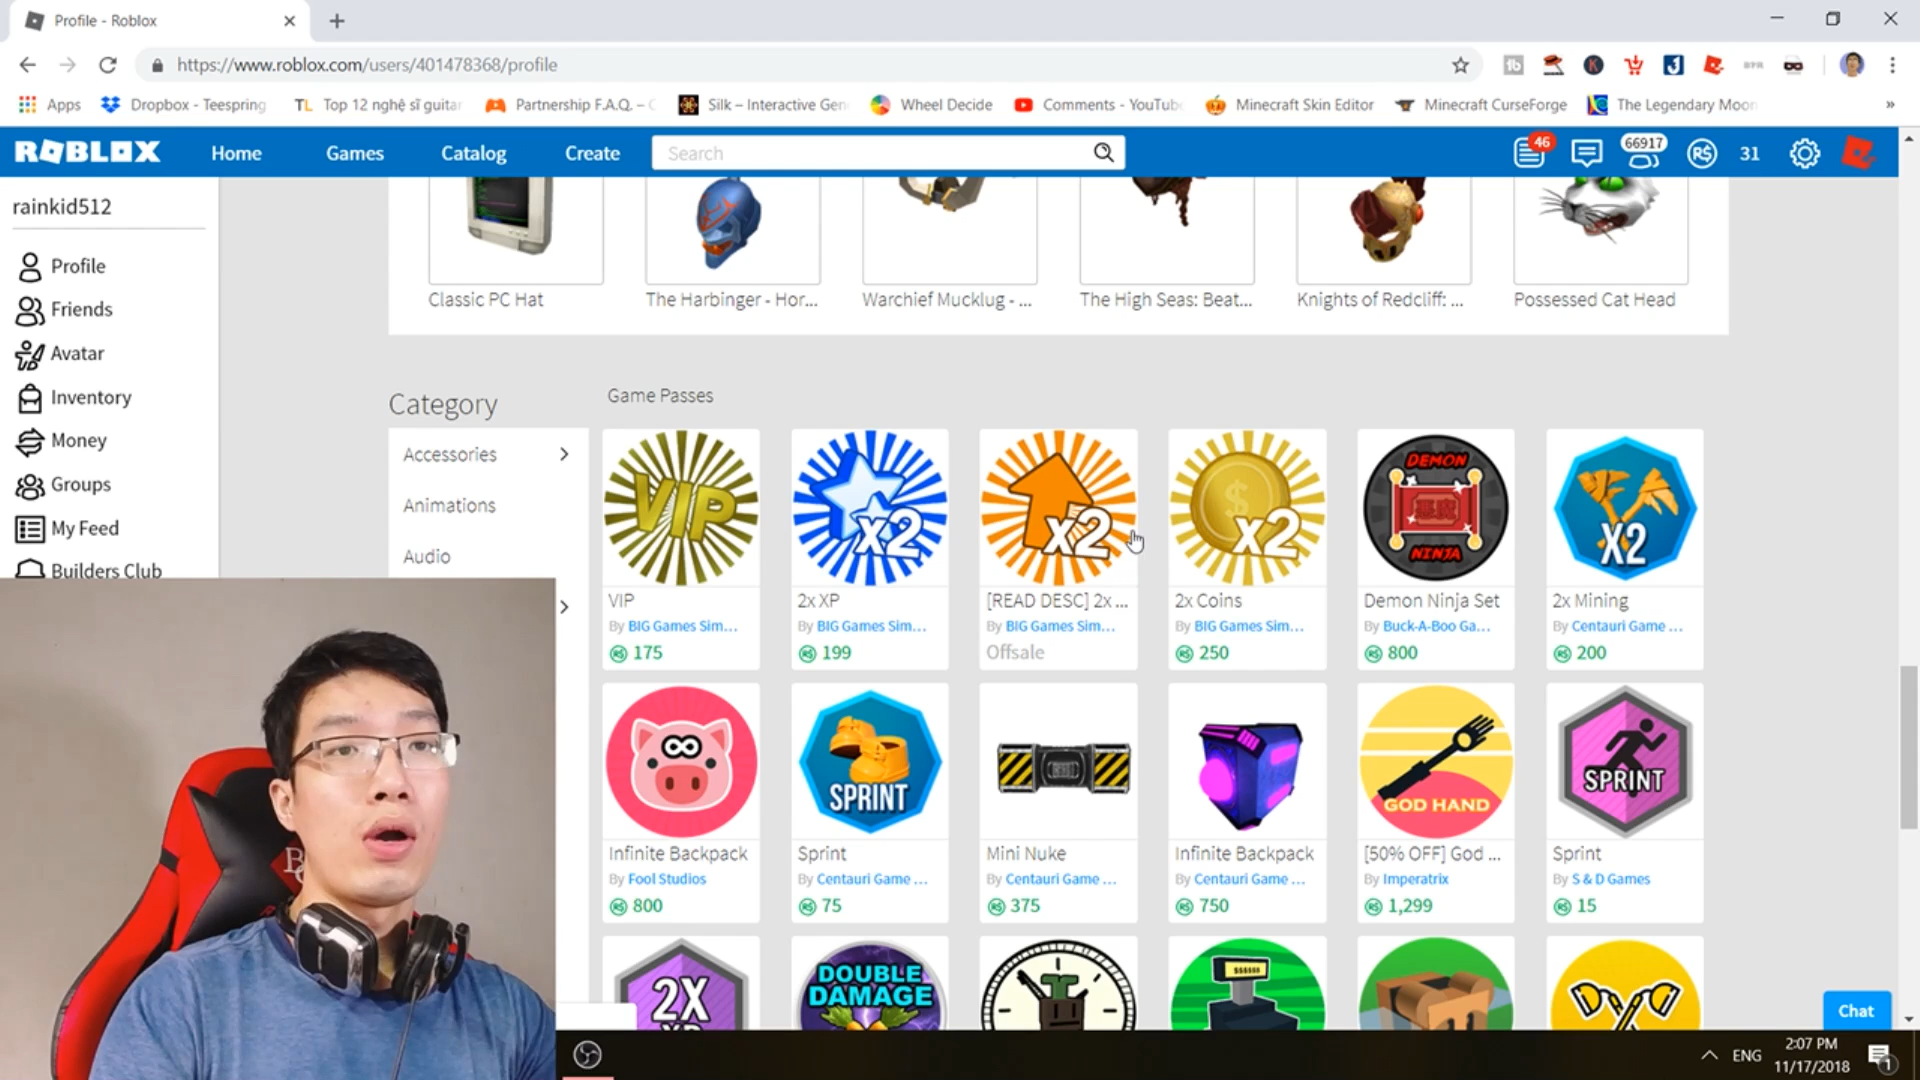 Profile - Roblox
https://www.roblox.com/users/401478368/profile
Apps
Dropbox - Teespring
TL Top 12 nghệ sĩ guitar
Partnership F.A.Q. –
Silk – Interactive Gen
Wheel Decide
Comments - YouTube
Minecraft Skin Editor
Minecraft CurseForge
The Legendary Moon
»
ROBLOX
Home
Games
Catalog
Create
Search
46
66917
R$
31
rainkid512
Profile
Friends
Avatar
Inventory
Money
Groups
My Feed
Builders Club
Classic PC Hat
The Harbinger - Hor...
Warchief Mucklug - ...
The High Seas: Beat...
Knights of Redcliff: ...
Possessed Cat Head
Category
Accessories
Animations
Audio
Game Passes
VIP
x2
x2
$ x2
DEMON
NINJA
X2
VIP
By BIG Games Sim...
175
2x XP
By BIG Games Sim...
199
[READ DESC] 2x ...
By BIG Games Sim...
Offsale
2x Coins
By BIG Games Sim...
250
Demon Ninja Set
By Buck-A-Boo Ga...
800
2x Mining
By Centauri Game ...
200
SPRINT
GOD HAND
SPRINT
Infinite Backpack
By Fool Studios
800
Sprint
By Centauri Game ...
75
Mini Nuke
By Centauri Game ...
375
Infinite Backpack
By Centauri Game ...
750
[50% OFF] God ...
By Imperatrix
1,299
Sprint
By S & D Games
15
2X
XP
DOUBLE
DAMAGE
$$$$$$
Chat
ENG
2:07 PM
11/17/2018
1